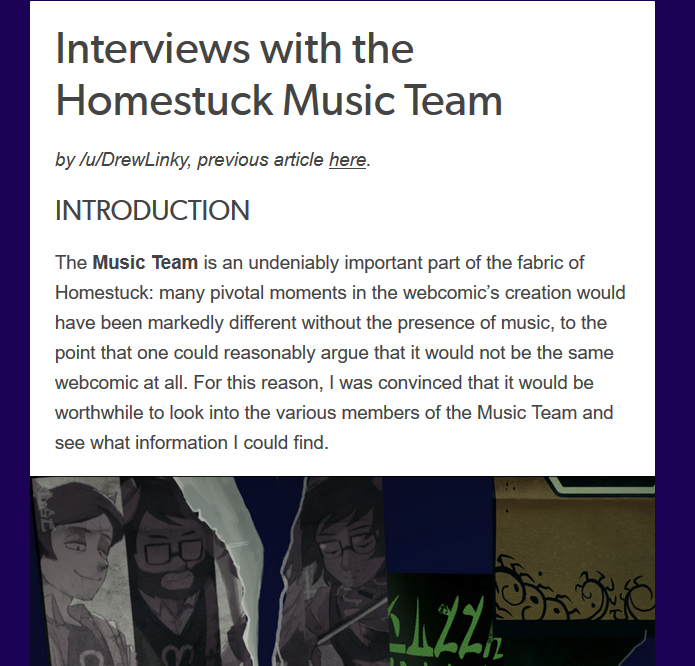 Interviews with the
Homestuck Music Team
by /u/DrewLinky, previous article here.
INTRODUCTION
The Music Team is an undeniably important part of the fabric of
Homestuck: many pivotal moments in the webcomic’s creation would
have been markedly different without the presence of music, to the
point that one could reasonably argue that it would not be the same
webcomic at all. For this reason, I was convinced that it would be
worthwhile to look into the various members of the Music Team and
see what information I could find.